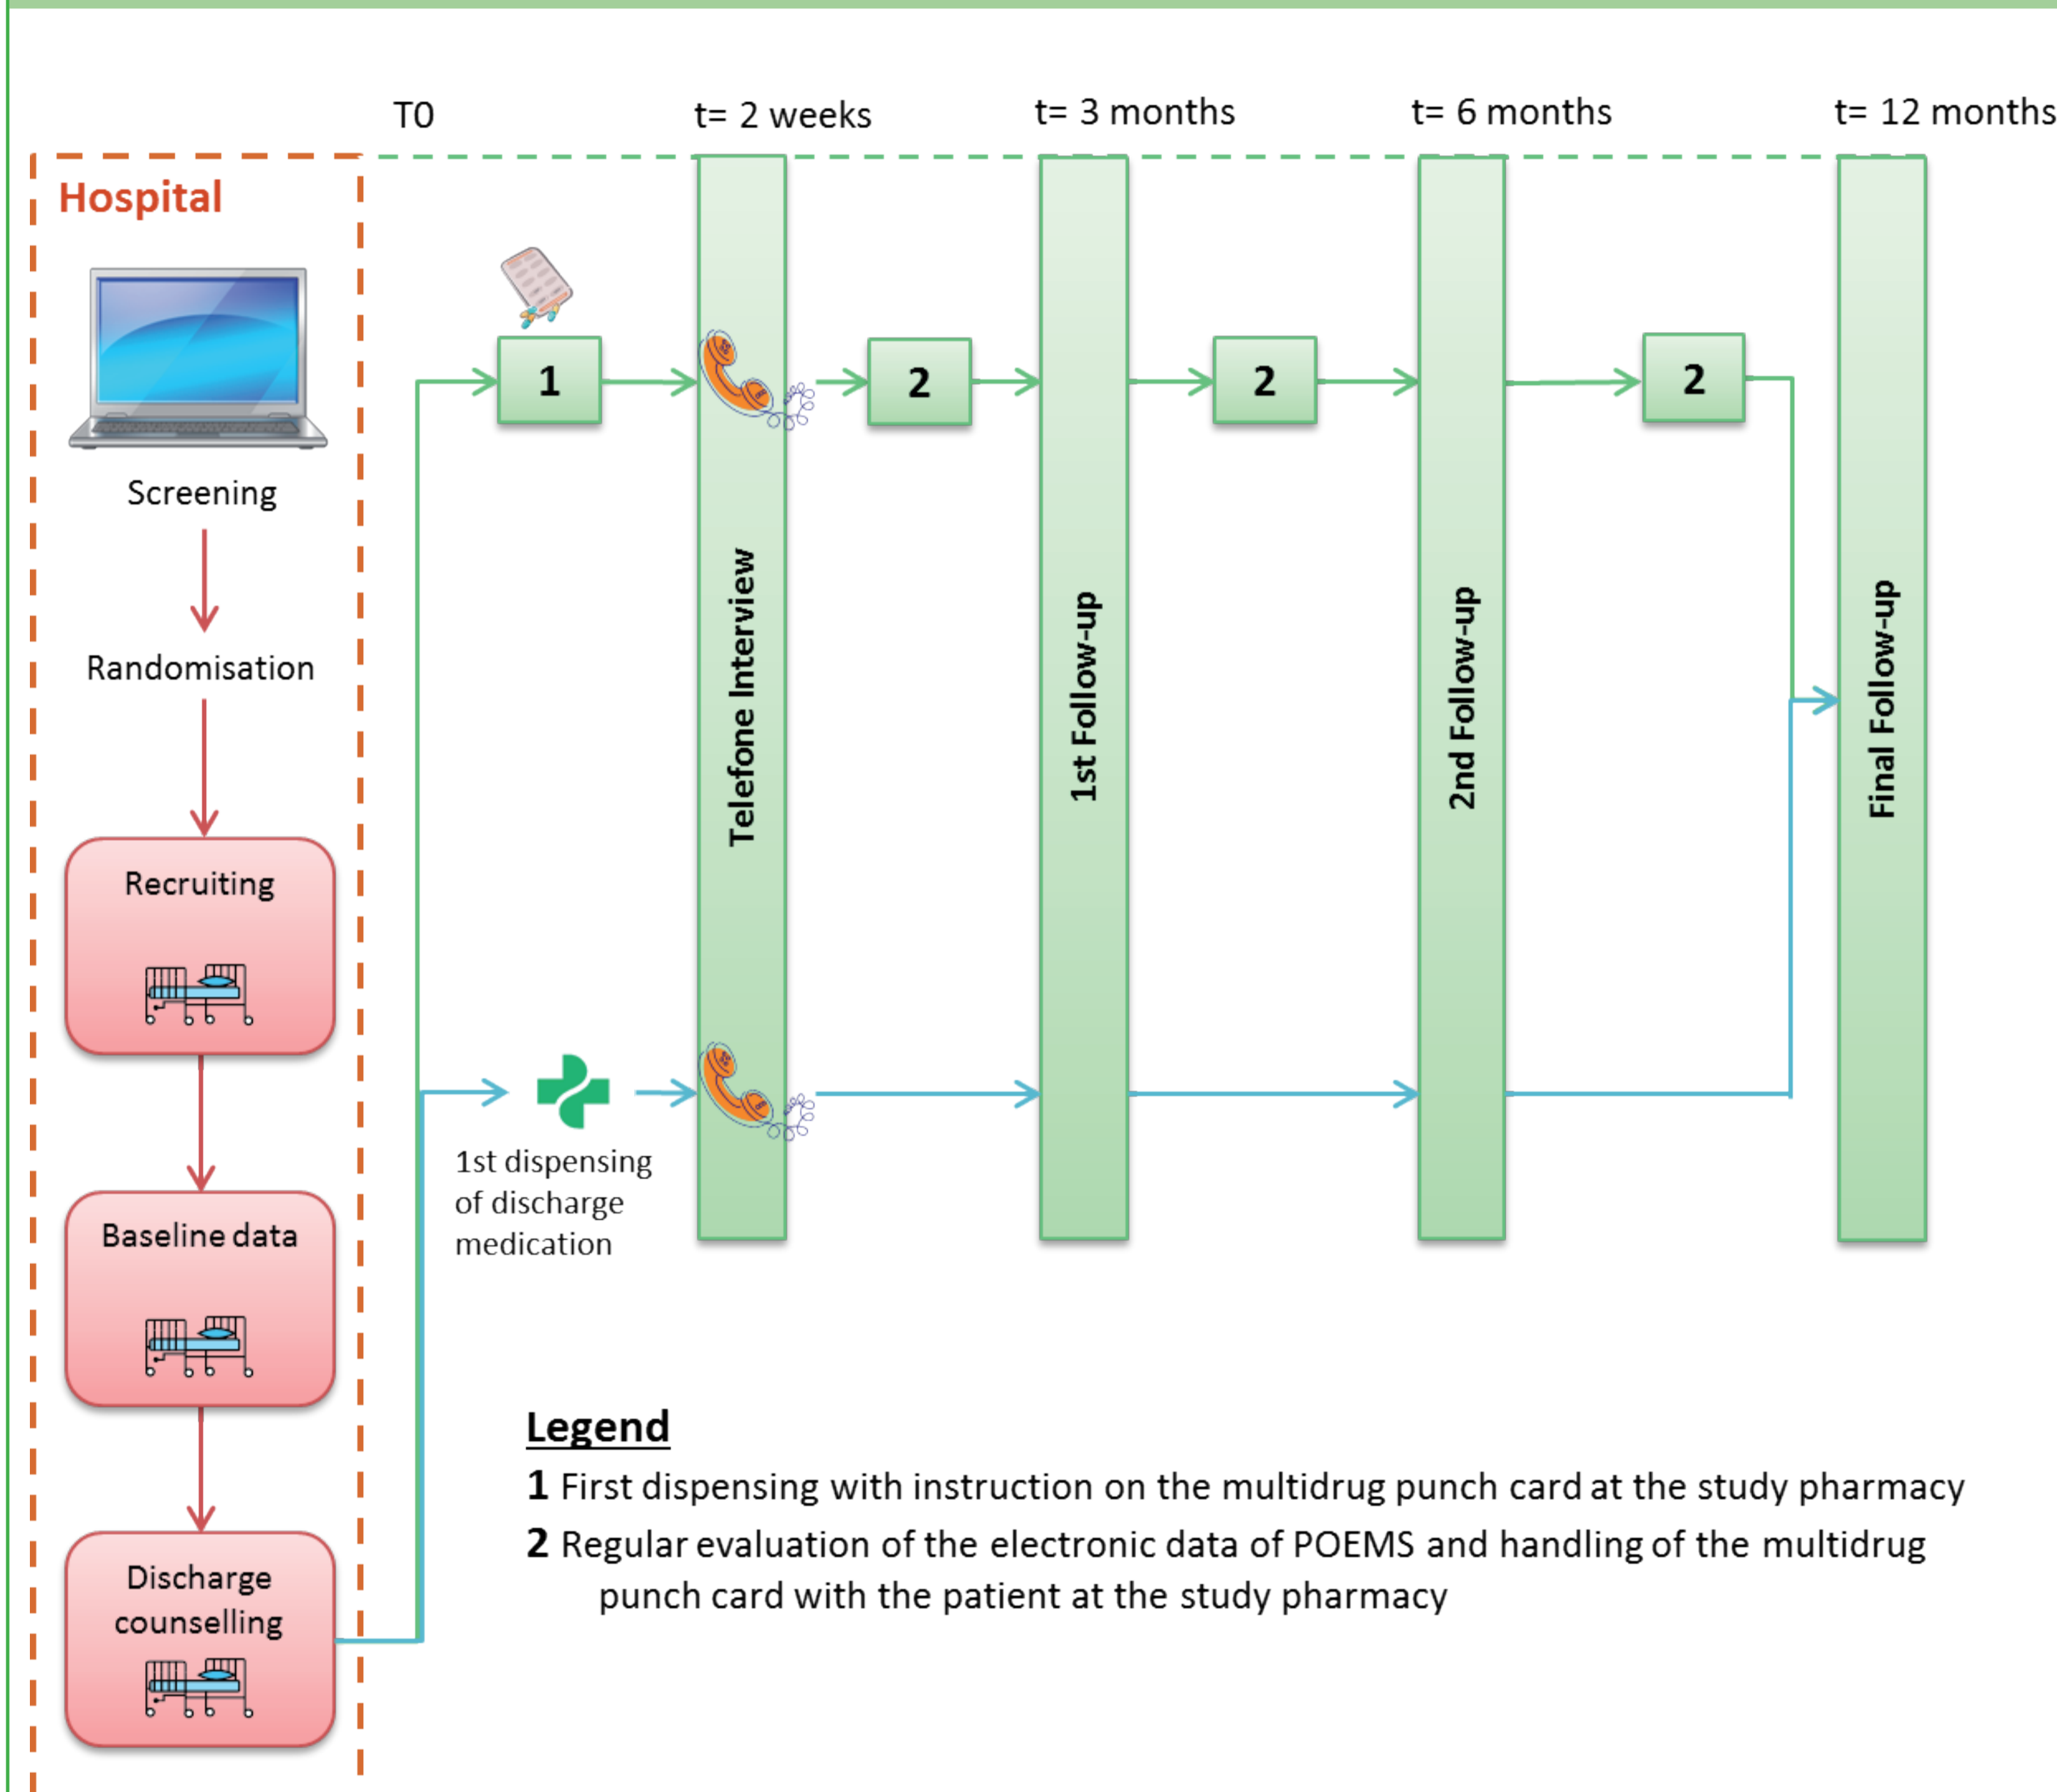 T0
t= 2 weeks
t= 3 months
t= 6 months
t= 12 months
Hospital
Screening
Randomisation
Recruiting
Baseline data
Discharge
counselling
1
2
2
2
Telefone Interview
1st Follow-up
2nd Follow-up
Final Follow-up
1st dispensing
of discharge
medication
Legend
1 First dispensing with instruction on the multidrug punch card at the study pharmacy
2 Regular evaluation of the electronic data of POEMS and handling of the multidrug
punch card with the patient at the study pharmacy